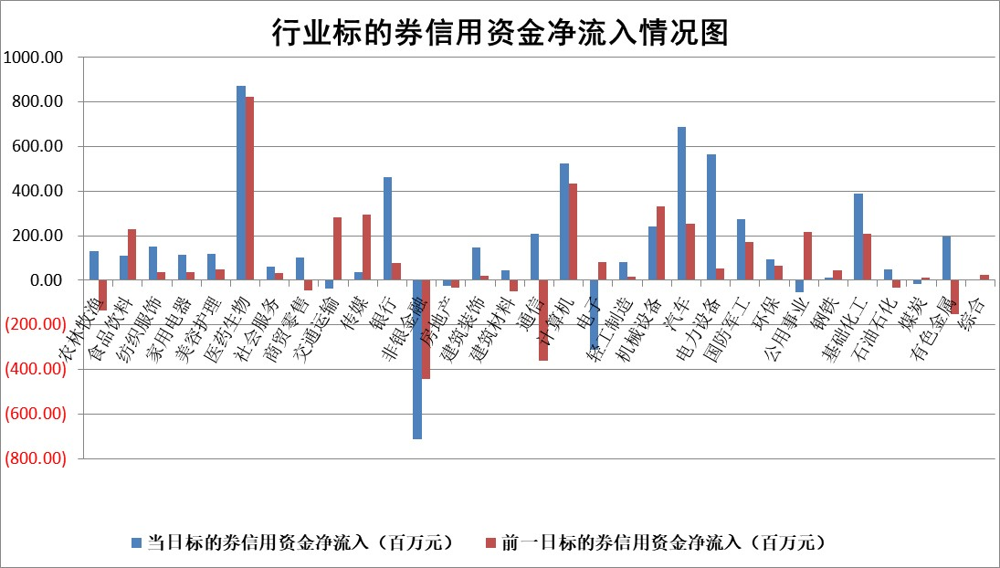 行业标的券信用资金净流入情况图
1000.00
800.00
600.00
400.00
200.00
0.00
(200.00)
(400.00)
(600.00)
(800.00)
农林牧渔
食品饮料
纺织服饰
家用电器
美容护理
医药生物
社会服务
商贸零售
交通运输
传媒
银行
非银金融
房地产
建筑装饰
建筑材料
通信
计算机
电子
轻工制造
机械设备
汽车
电力设备
国防军工
环保
公用事业
钢铁
基础化工
石油石化
煤炭
有色金属
综合
当日标的券信用资金净流入（百万元）
前一日标的券信用资金净流入（百万元）